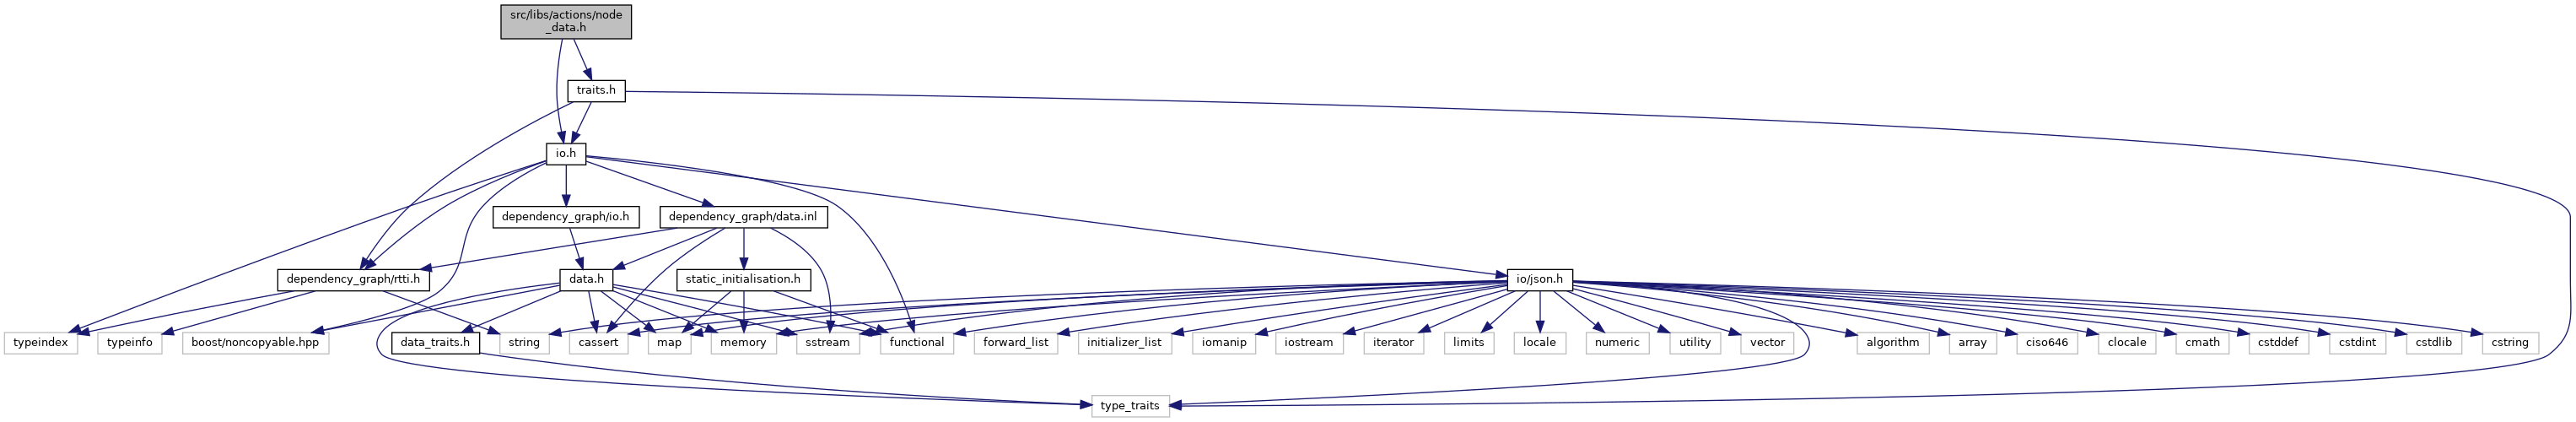 src/libs/actions/node
_data.h
traits.h
io.h
dependency_graph/io.h
dependency_graph/data.inl
dependency_graph/rtti.h
data.h
static_initialisation.h
io/json.h
typeindex
typeinfo
boost/noncopyable.hpp
data_traits.h
string
cassert
map
memory
sstream
functional
forward_list
initializer_list
iomanip
iostream
iterator
limits
locale
numeric
utility
vector
algorithm
array
ciso646
clocale
cmath
cstddef
cstdint
cstdlib
cstring
type_traits